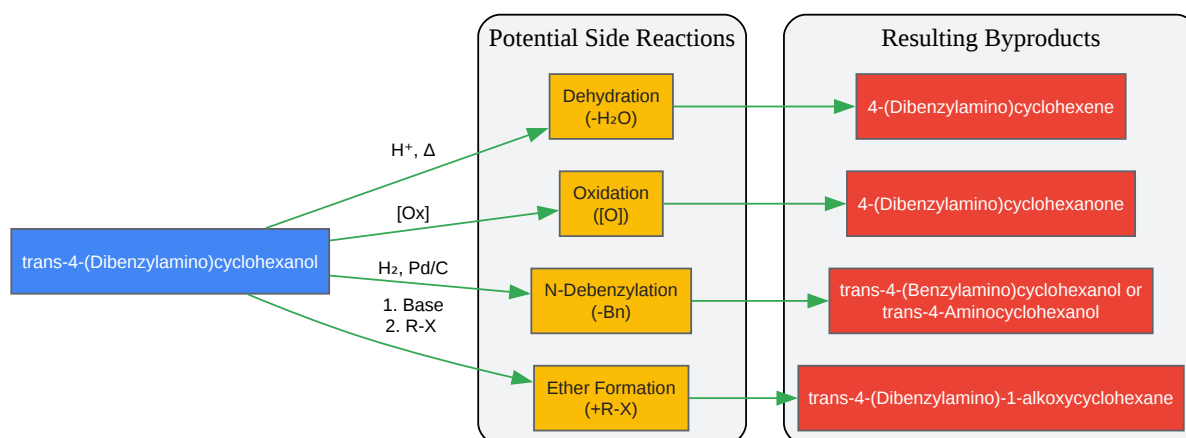 Potential Side Reactions
Resulting Byproducts
Dehydration
(-H₂O)
4-(Dibenzylamino)cyclohexene
H⁺, Δ
Oxidation
([O])
4-(Dibenzylamino)cyclohexanone
[Ox]
trans-4-(Dibenzylamino)cyclohexanol
H₂, Pd/C
N-Debenzylation
(-Bn)
trans-4-(Benzylamino)cyclohexanol or
trans-4-Aminocyclohexanol
1. Base
2. R-X
Ether Formation
(+R-X)
trans-4-(Dibenzylamino)-1-alkoxycyclohexane